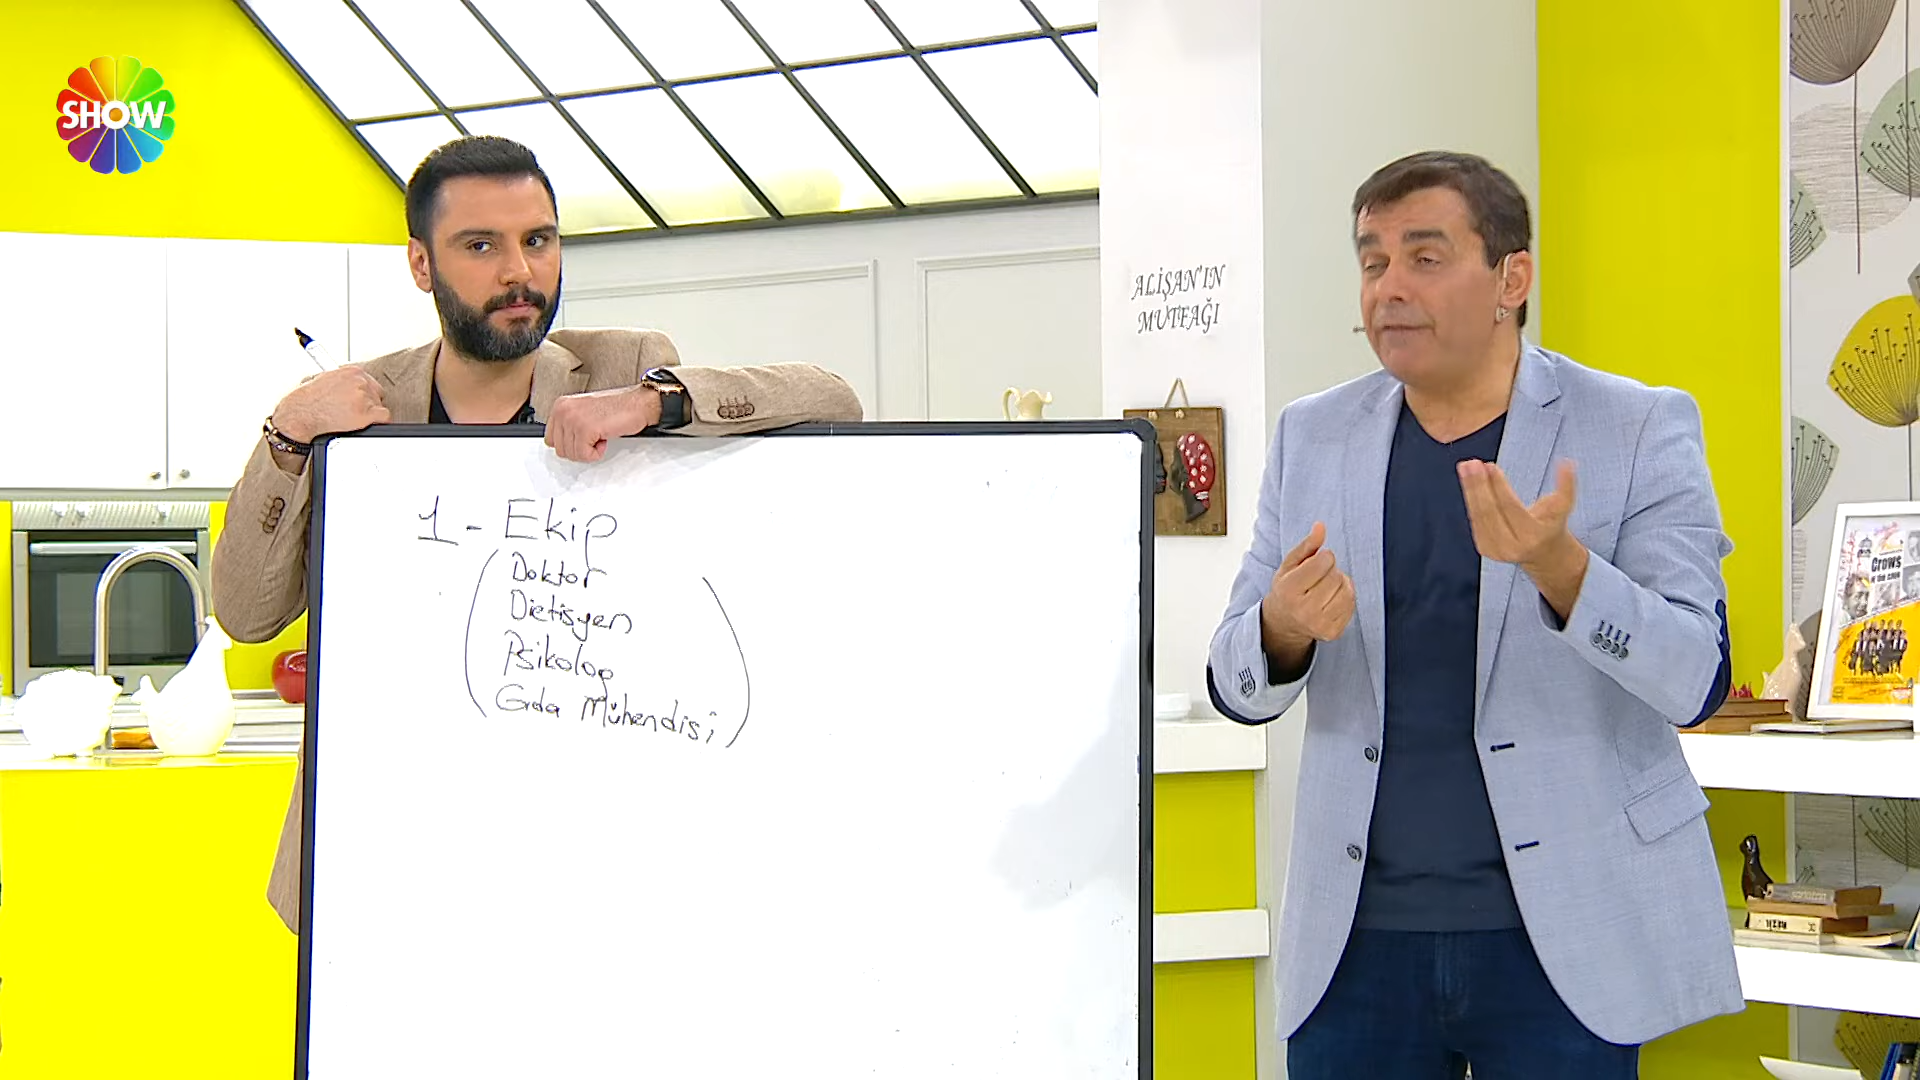 SHOW
ALİŞAN'IN
MUTFAĞI
1 - Ekip
Doktor
Dietisyen
Psikolog
Gıda Mühendisi
Crows